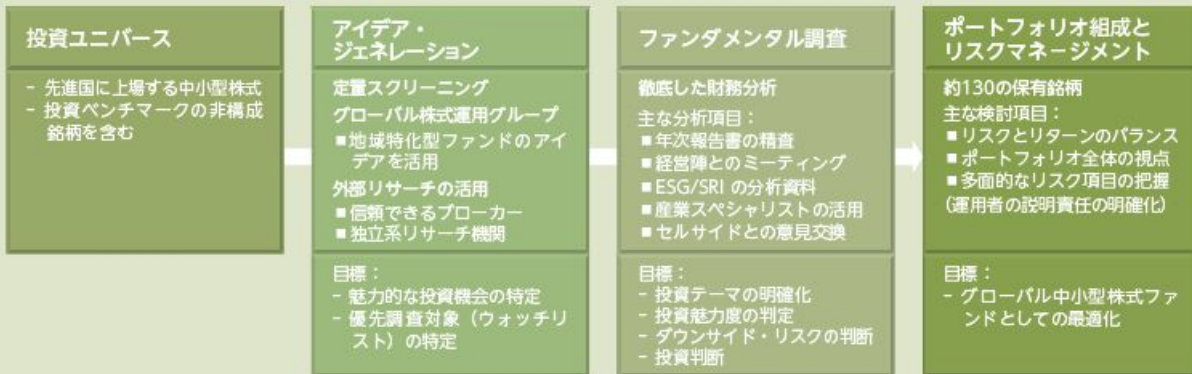 投資ユニバース
- 先進国に上場する中小型株式
- 投資ベンチマークの非構成
銘柄を含む
アイデア・
ジェネレーション
定量スクリーニング
グローバル株式運用グループ
■地域特化型ファンドのアイ
デアを活用
外部リサーチの活用
■信頼できるブローカー
■独立系リサーチ機関
目標：
- 魅力的な投資機会の特定
- 優先調査対象（ウォッチリ
スト）の特定
ファンダメンタル調査
徹底した財務分析
主な分析項目：
■年次報告書の精査
■経営陣とのミーティング
■ESG/SRI の分析資料
■産業スペシャリストの活用
■セルサイドとの意見交換
目標：
- 投資テーマの明確化
- 投資魅力度の判定
- ダウンサイド・リスクの判断
- 投資判断
ポートフォリオ組成と
リスクマネージメント
約130の保有銘柄
主な検討項目：
■リスクとリターンのバランス
■ポートフォリオ全体の視点
■多面的なリスク項目の把握
（運用者の説明責任の明確化）
目標：
- グローバル中小型株式ファ
ンドとしての最適化